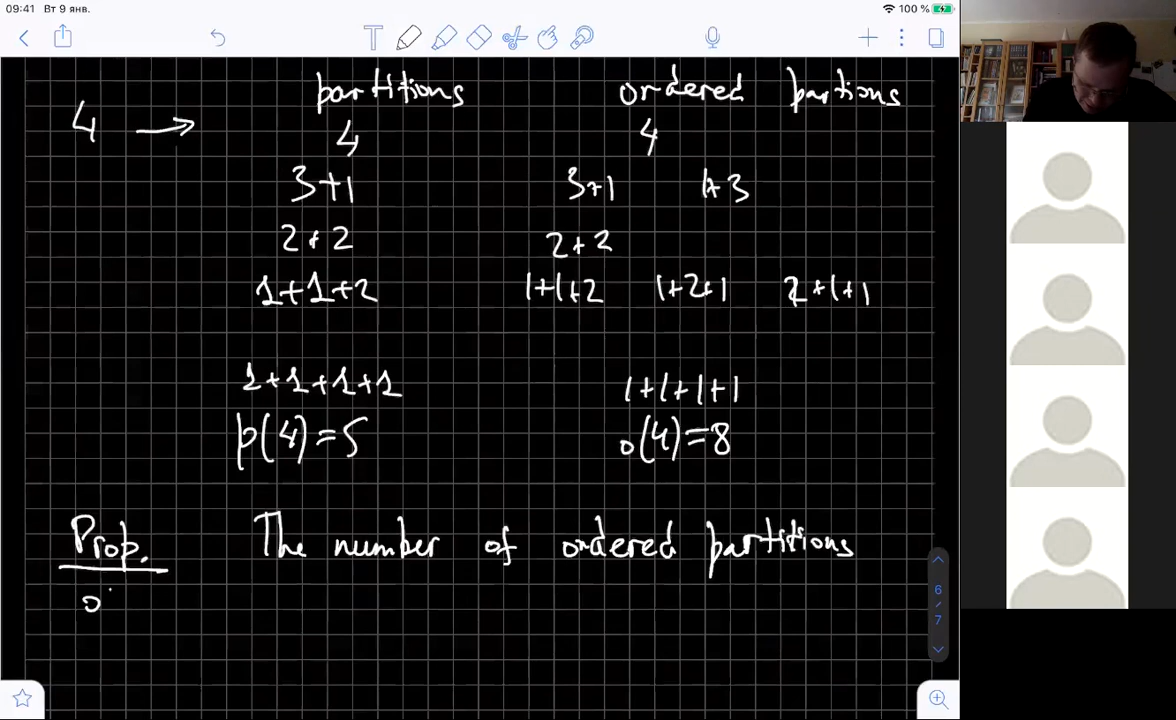 09:41 Вт 9 янв. 100 %
partitions ordered partions
4 → 4 4
3+1 3+1 1+3
2+2 2+2
1+1+2 1+1+2 1+2+1 2+1+1
1+1+1+1 1+1+1+1
p(4)=5 o(4)=8
Prop. The number of ordered partitions
o
6
/
7